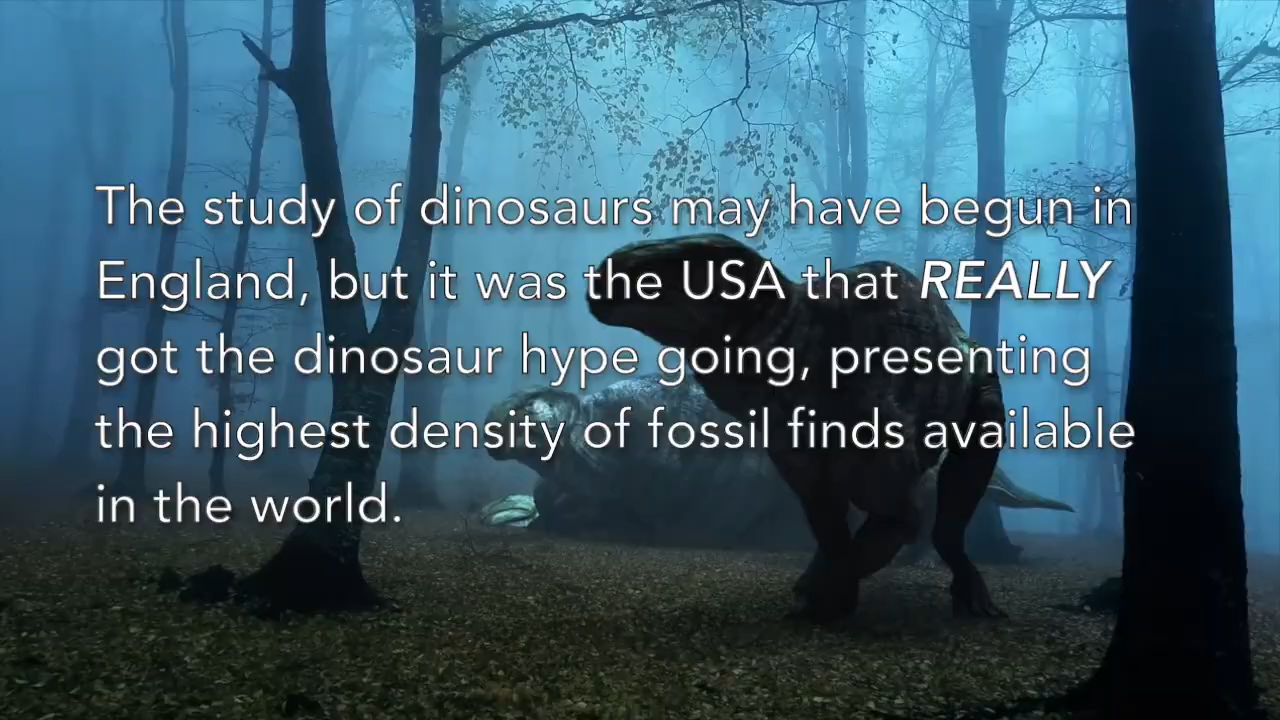 The study of dinosaurs may have begun in
England, but it was the USA that REALLY
got the dinosaur hype going, presenting
the highest density of fossil finds available
in the world.